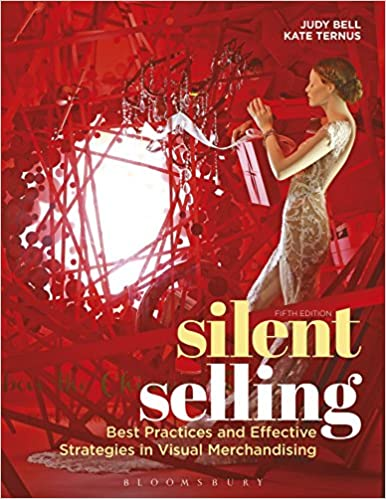 JUDY BELL
KATE TERNUS
FIFTH EDITION
silent
selling
Best Practices and Effective
Strategies in Visual Merchandising
BLOOMSBURY